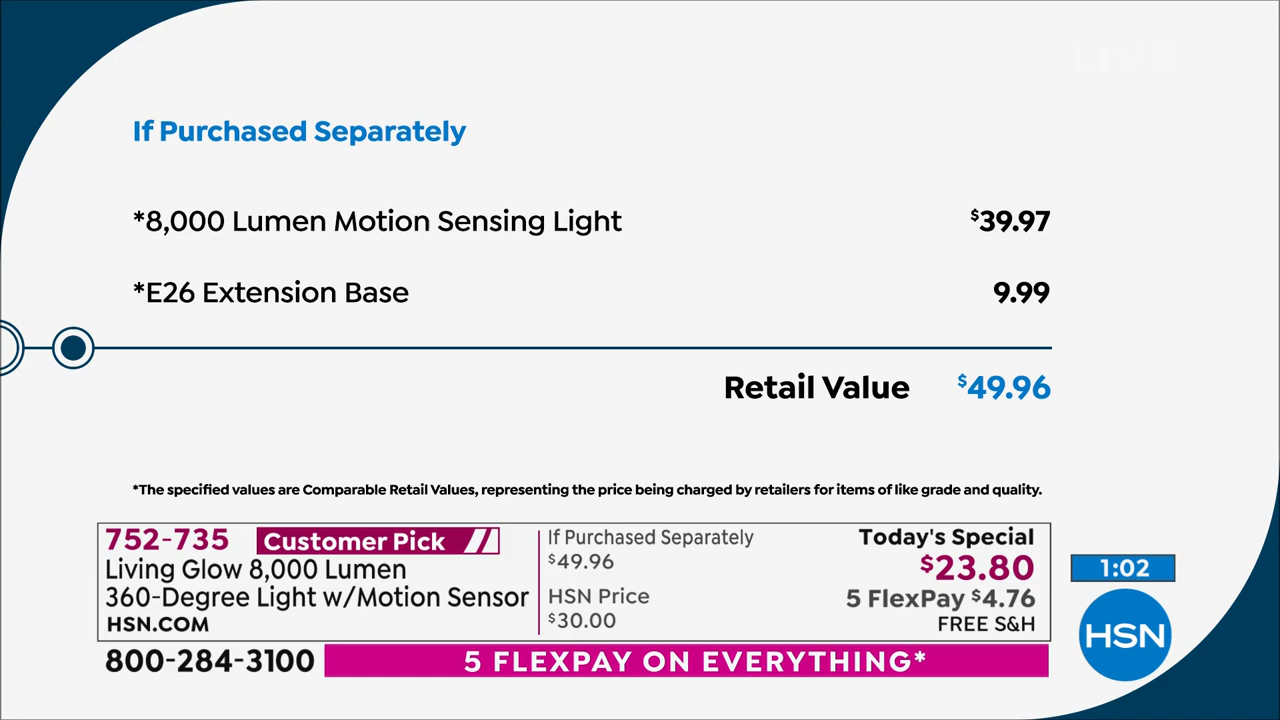 LIVE
If Purchased Separately
*8,000 Lumen Motion Sensing Light $39.97
*E26 Extension Base 9.99
Retail Value $49.96
*The specified values are Comparable Retail Values, representing the price being charged by retailers for items of like grade and quality.
752-735 Customer Pick
Living Glow 8,000 Lumen
360-Degree Light w/Motion Sensor
HSN.COM
If Purchased Separately
$49.96
HSN Price
$30.00
Today's Special
$23.80
5 FlexPay $4.76
FREE S&H
1:02
HSN
800-284-3100 5 FLEXPAY ON EVERYTHING*